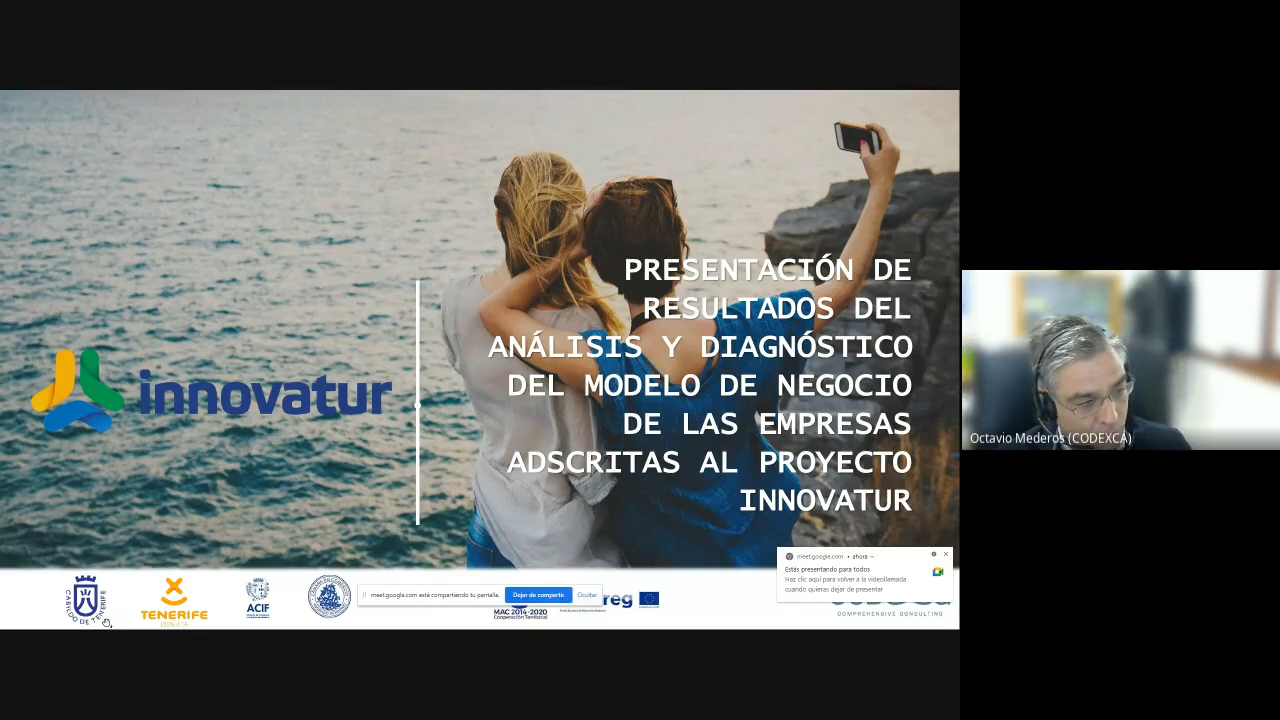 PRESENTACIÓN DE
RESULTADOS DEL
ANÁLISIS Y DIAGNÓSTICO
DEL MODELO DE NEGOCIO
DE LAS EMPRESAS
ADSCRITAS AL PROYECTO
INNOVATUR
innovatur
Octavio Mederos (CODEXCA)
meet.google.com • ahora
Estás presentando para todos
Haz clic aquí para volver a la videollamada
cuando quieras dejar de presentar
CABILDO DE TENERIFE
TENERIFE
ACIF
meet.google.com está compartiendo tu pantalla.
Dejar de compartir
Ocultar
MAC 2014-2020
Cooperación Territorial
reg
COMPREHENSIVE CONSULTING